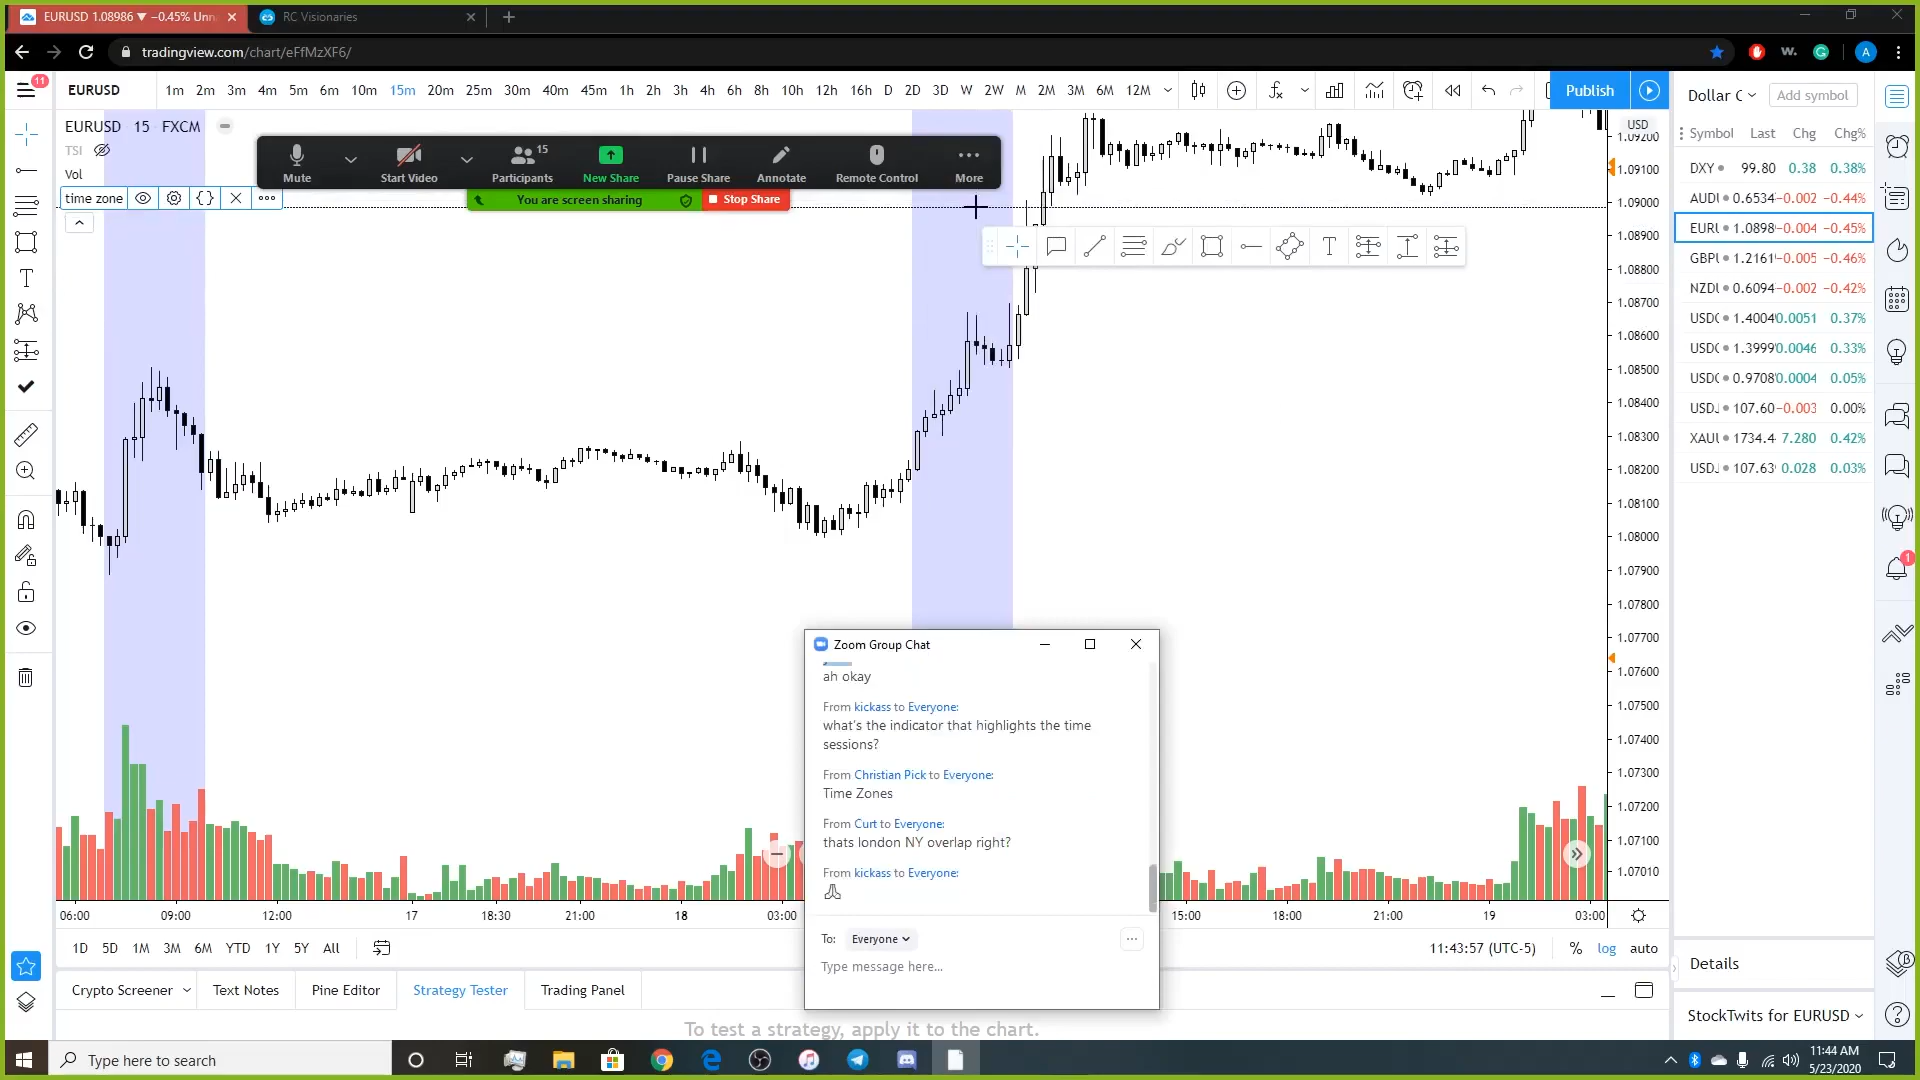 EURUSD 1.08986 ▼ −0.45% Unn
RC Visionaries
tradingview.com/chart/eFfMzXF6/
11
EURUSD
1m 2m 3m 4m 5m 6m 10m 15m 20m 25m 30m 40m 45m 1h 2h 3h 4h 6h 8h 10h 12h 16h D 2D 3D W 2W M 2M 3M 6M 12M
Publish
Dollar C
Add symbol
EURUSD 15 FXCM
TSI
Vol
time zone
Mute
Start Video
Participants 15
New Share
Pause Share
Annotate
Remote Control
More
You are screen sharing
Stop Share
USD
1.09200
1.09100
1.09000
1.08900
1.08800
1.08700
1.08600
1.08500
1.08400
1.08300
1.08200
1.08100
1.08000
1.07900
1.07800
1.07700
1.07600
1.07500
1.07400
1.07300
1.07200
1.07100
1.07010
Symbol Last Chg Chg%
DXY 99.80 0.38 0.38%
AUDU 0.6534 −0.002 −0.44%
EURU 1.0898 −0.004 −0.45%
GBPU 1.2161 −0.005 −0.46%
NZDU 0.6094 −0.002 −0.42%
USDC 1.4004 0.0051 0.37%
USDC 1.3999 0.0046 0.33%
USDC 0.9708 0.0004 0.05%
USDJ 107.60 −0.003 0.00%
XAUU 1734.4 7.280 0.42%
USDJ 107.63 0.028 0.03%
1
Zoom Group Chat
ah okay
From kickass to Everyone:
what's the indicator that highlights the time
sessions?
From Christian Pick to Everyone:
Time Zones
From Curt to Everyone:
thats london NY overlap right?
From kickass to Everyone:
To: Everyone
Type message here...
06:00 09:00 12:00 17 18:30 21:00 18 03:00 15:00 18:00 21:00 19 03:00
1D 5D 1M 3M 6M YTD 1Y 5Y All
11:43:57 (UTC-5) % log auto
Details
Crypto Screener Text Notes Pine Editor Strategy Tester Trading Panel
StockTwits for EURUSD
To test a strategy, apply it to the chart.
Type here to search
11:44 AM
5/23/2020